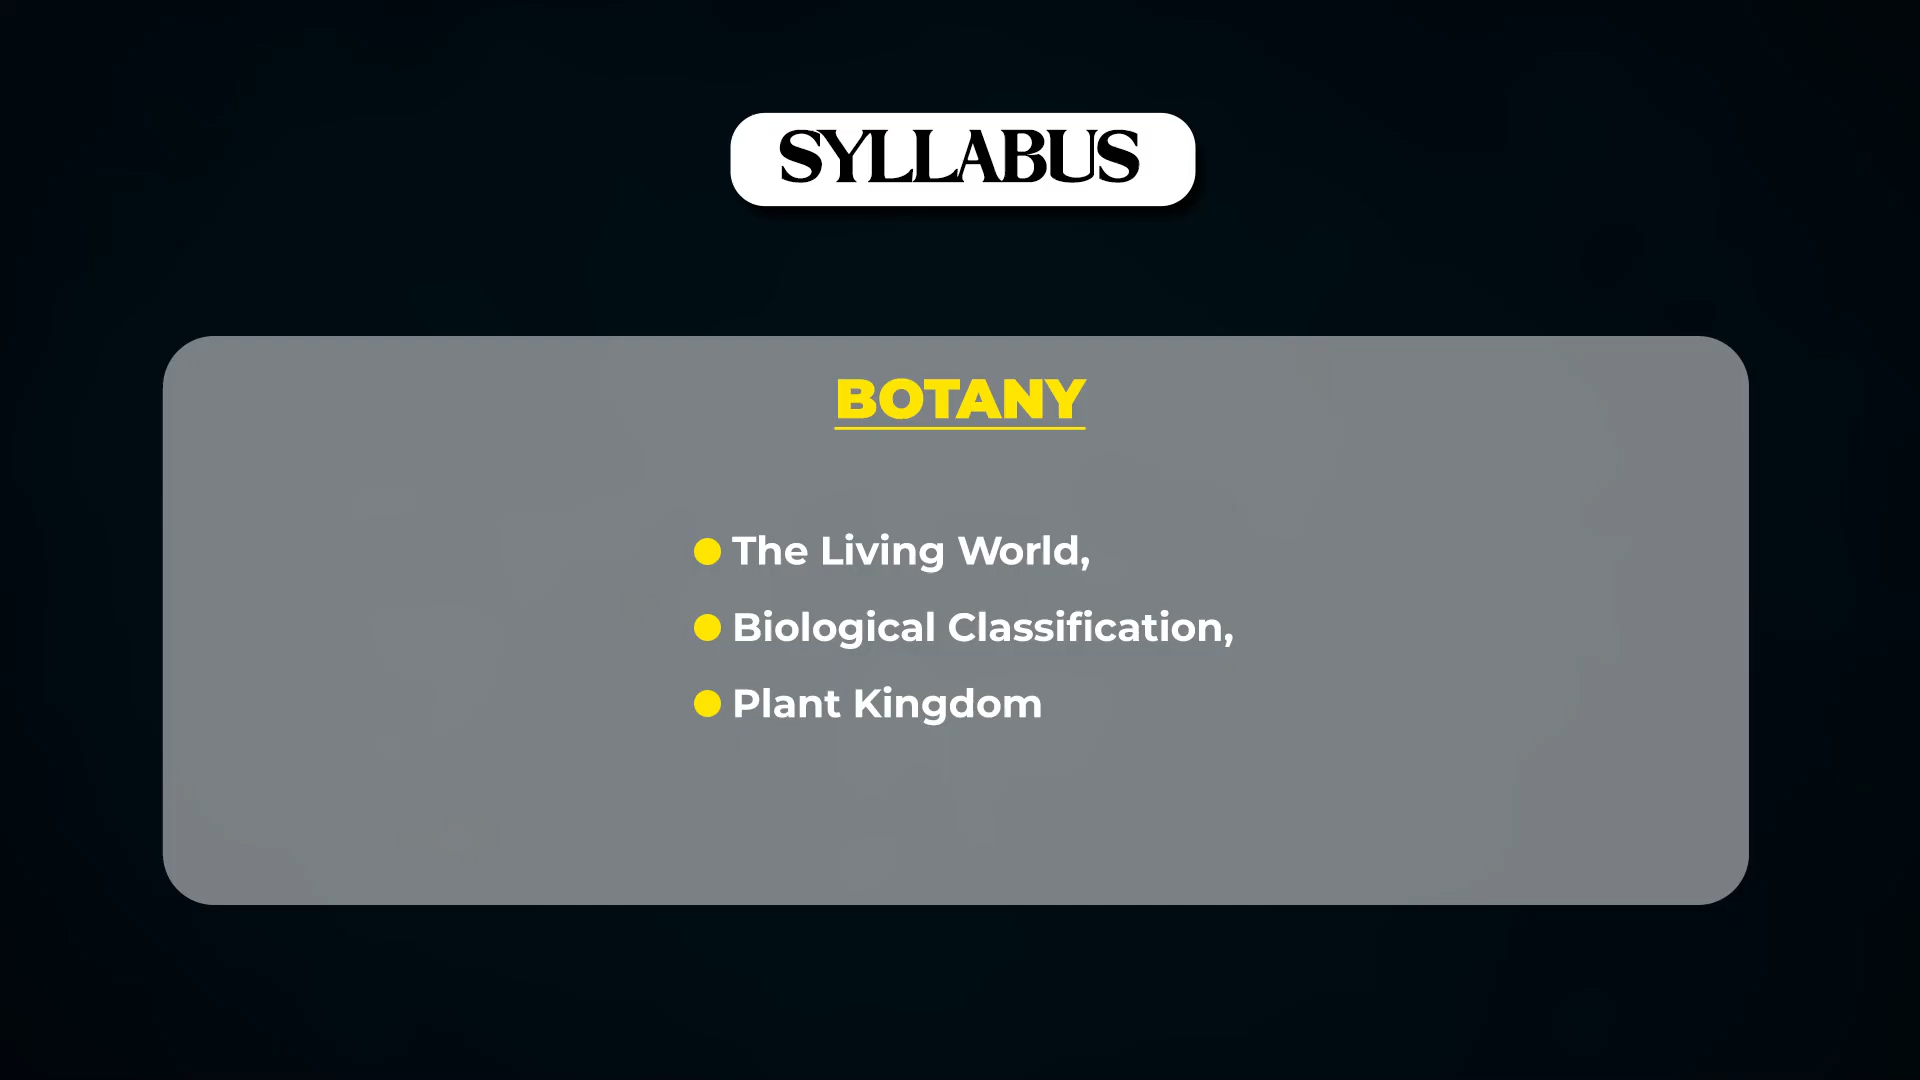 SYLLABUS
BOTANY
The Living World,
Biological Classification,
Plant Kingdom